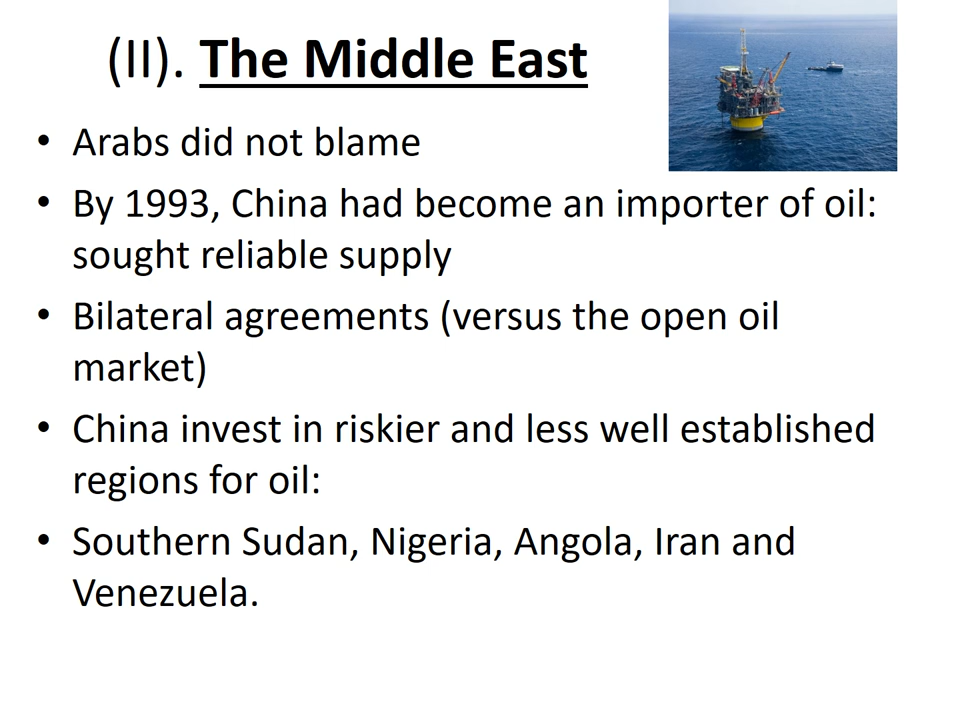 (II). The Middle East
• Arabs did not blame
• By 1993, China had become an importer of oil:
sought reliable supply
• Bilateral agreements (versus the open oil
market)
• China invest in riskier and less well established
regions for oil:
• Southern Sudan, Nigeria, Angola, Iran and
Venezuela.